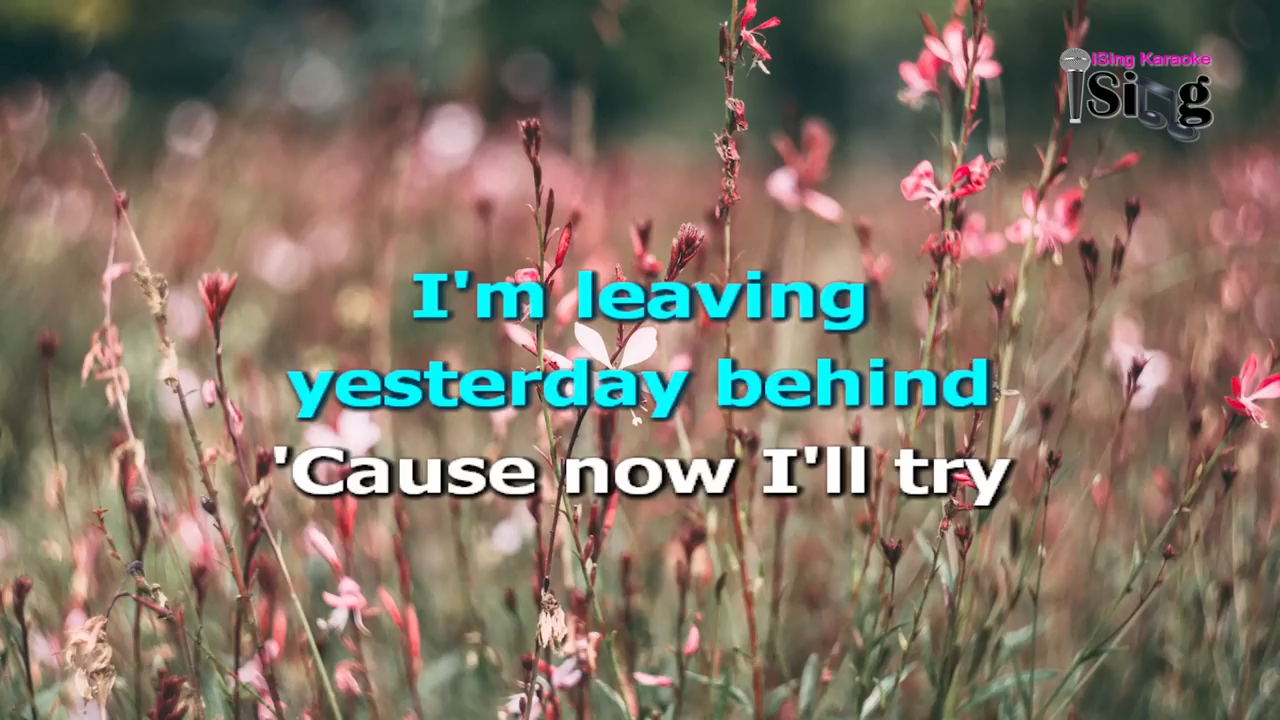 iSing Karaoke
iSing
I'm leaving
yesterday behind
'Cause now I'll try